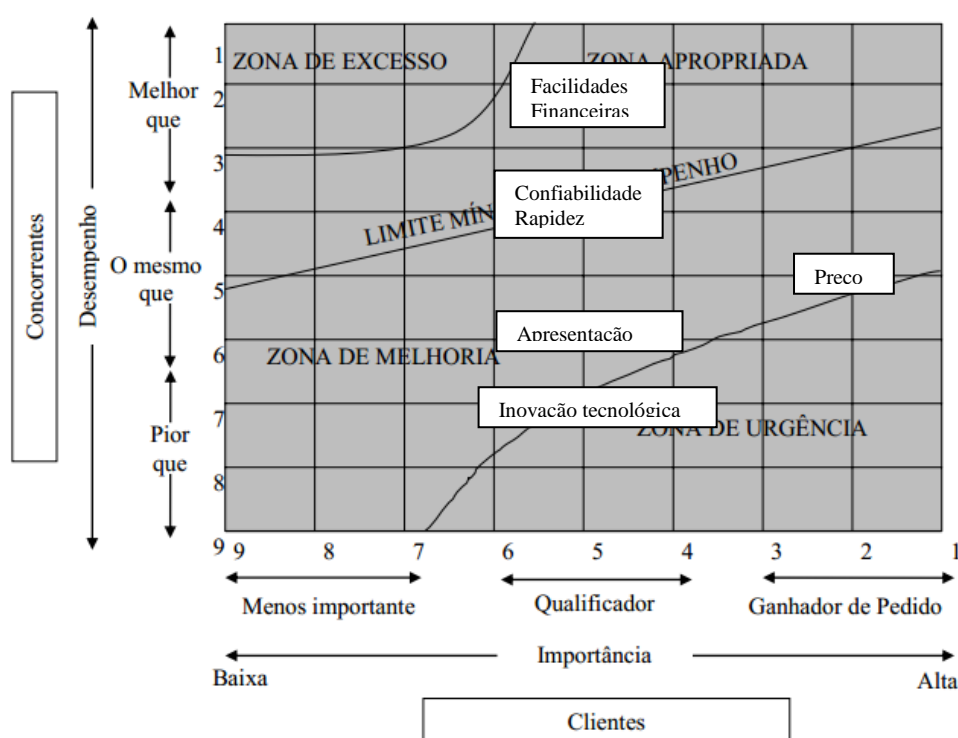 ZONA DE EXCESSO
ZONA APROPRIADA
Facilidades
Financeiras
LIMITE MÍN
PENHO
Confiabilidade
Rapidez
Preco
Apresentacão
ZONA DE MELHORIA
Inovacão tecnológica
ZONA DE URGÊNCIA
Concorrentes
Desempenho
Melhor
que
O mesmo
que
Pior
que
1
2
3
4
5
6
7
8
9
9 8 7 6 5 4 3 2 1
Menos importante
Qualificador
Ganhador de Pedido
Importância
Baixa
Alta
Clientes